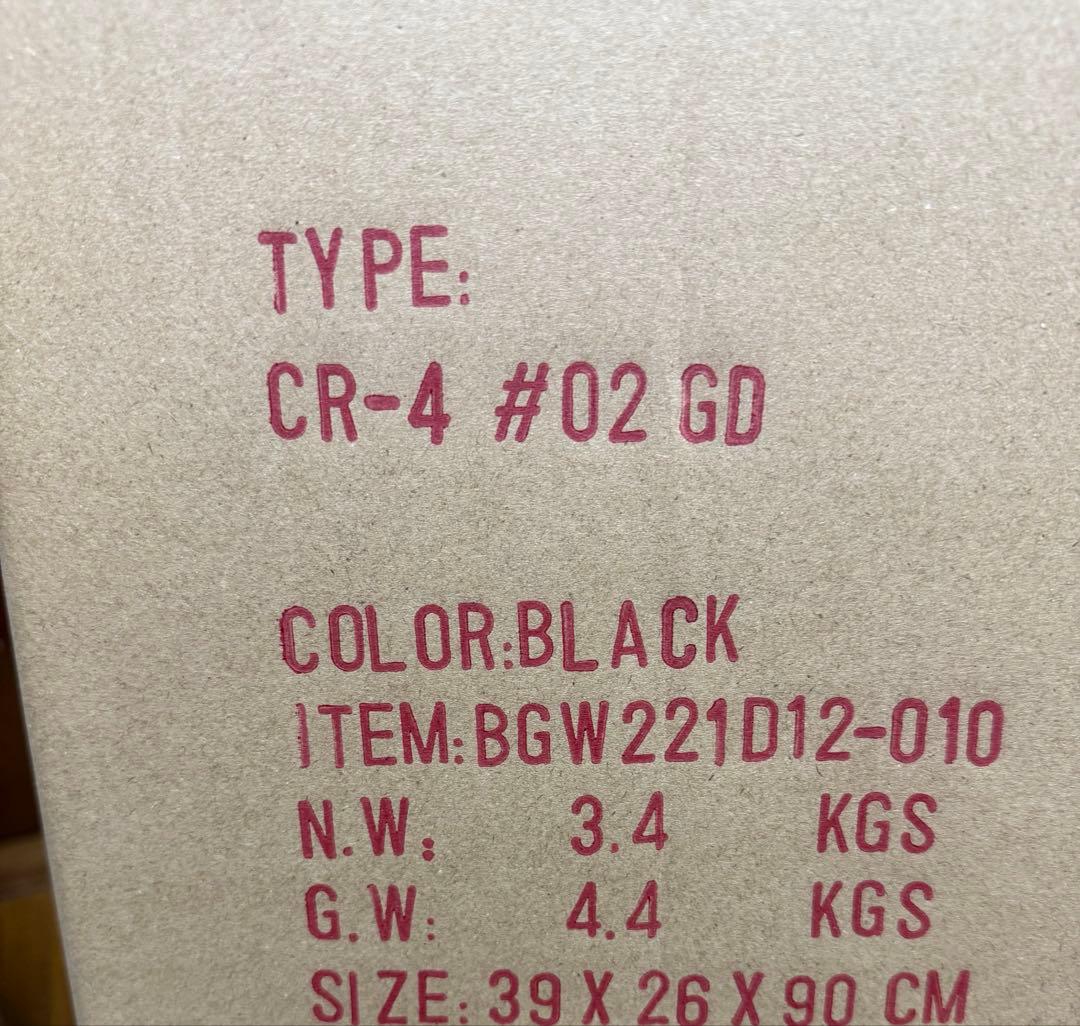 TYPE:
CR-4 #02 GD
COLOR:BLACK
ITEM:BGW221D12-010
N.W: 3.4 KGS
G.W: 4.4 KGS
SIZE: 39 X 26 X 90 CM